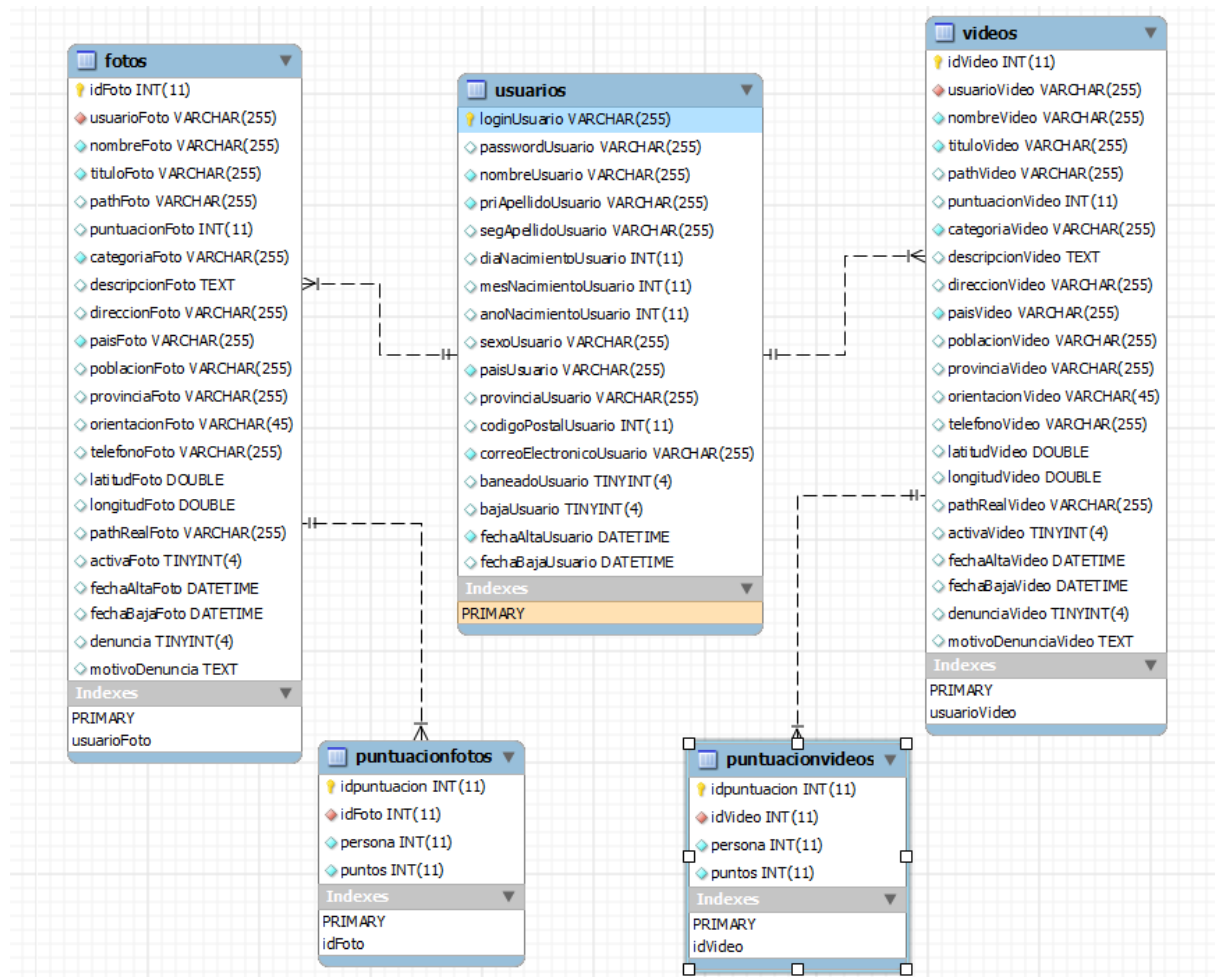 fotos
idFoto INT(11)
usuarioFoto VARCHAR(255)
nombreFoto VARCHAR(255)
tituloFoto VARCHAR(255)
pathFoto VARCHAR(255)
puntuacionFoto INT(11)
categoriaFoto VARCHAR(255)
descripcionFoto TEXT
direccionFoto VARCHAR(255)
paisFoto VARCHAR(255)
poblacionFoto VARCHAR(255)
provinciaFoto VARCHAR(255)
orientacionFoto VARCHAR(45)
telefonoFoto VARCHAR(255)
latitudFoto DOUBLE
longitudFoto DOUBLE
pathRealFoto VARCHAR(255)
activaFoto TINYINT(4)
fechaAltaFoto DATETIME
fechaBajaFoto DATETIME
denuncia TINYINT(4)
motivoDenuncia TEXT
Indexes
PRIMARY
usuarioFoto
usuarios
loginUsuario VARCHAR(255)
passwordUsuario VARCHAR(255)
nombreUsuario VARCHAR(255)
priApellidoUsuario VARCHAR(255)
segApellidoUsuario VARCHAR(255)
diaNacimientoUsuario INT(11)
mesNacimientoUsuario INT(11)
anoNacimientoUsuario INT(11)
sexoUsuario VARCHAR(255)
paisUsuario VARCHAR(255)
provinciaUsuario VARCHAR(255)
codigoPostalUsuario INT(11)
correoElectronicoUsuario VARCHAR(255)
baneadoUsuario TINYINT(4)
bajaUsuario TINYINT(4)
fechaAltaUsuario DATETIME
fechaBajaUsuario DATETIME
Indexes
PRIMARY
videos
idVideo INT(11)
usuarioVideo VARCHAR(255)
nombreVideo VARCHAR(255)
tituloVideo VARCHAR(255)
pathVideo VARCHAR(255)
puntuacionVideo INT(11)
categoriaVideo VARCHAR(255)
descripcionVideo TEXT
direccionVideo VARCHAR(255)
paisVideo VARCHAR(255)
poblacionVideo VARCHAR(255)
provinciaVideo VARCHAR(255)
orientacionVideo VARCHAR(45)
telefonoVideo VARCHAR(255)
latitudVideo DOUBLE
longitudVideo DOUBLE
pathRealVideo VARCHAR(255)
activaVideo TINYINT(4)
fechaAltaVideo DATETIME
fechaBajaVideo DATETIME
denunciaVideo TINYINT(4)
motivoDenunciaVideo TEXT
Indexes
PRIMARY
usuarioVideo
puntuacionfotos
idpuntuacion INT(11)
idFoto INT(11)
persona INT(11)
puntos INT(11)
Indexes
PRIMARY
idFoto
puntuacionvideos
idpuntuacion INT(11)
idVideo INT(11)
persona INT(11)
puntos INT(11)
Indexes
PRIMARY
idVideo